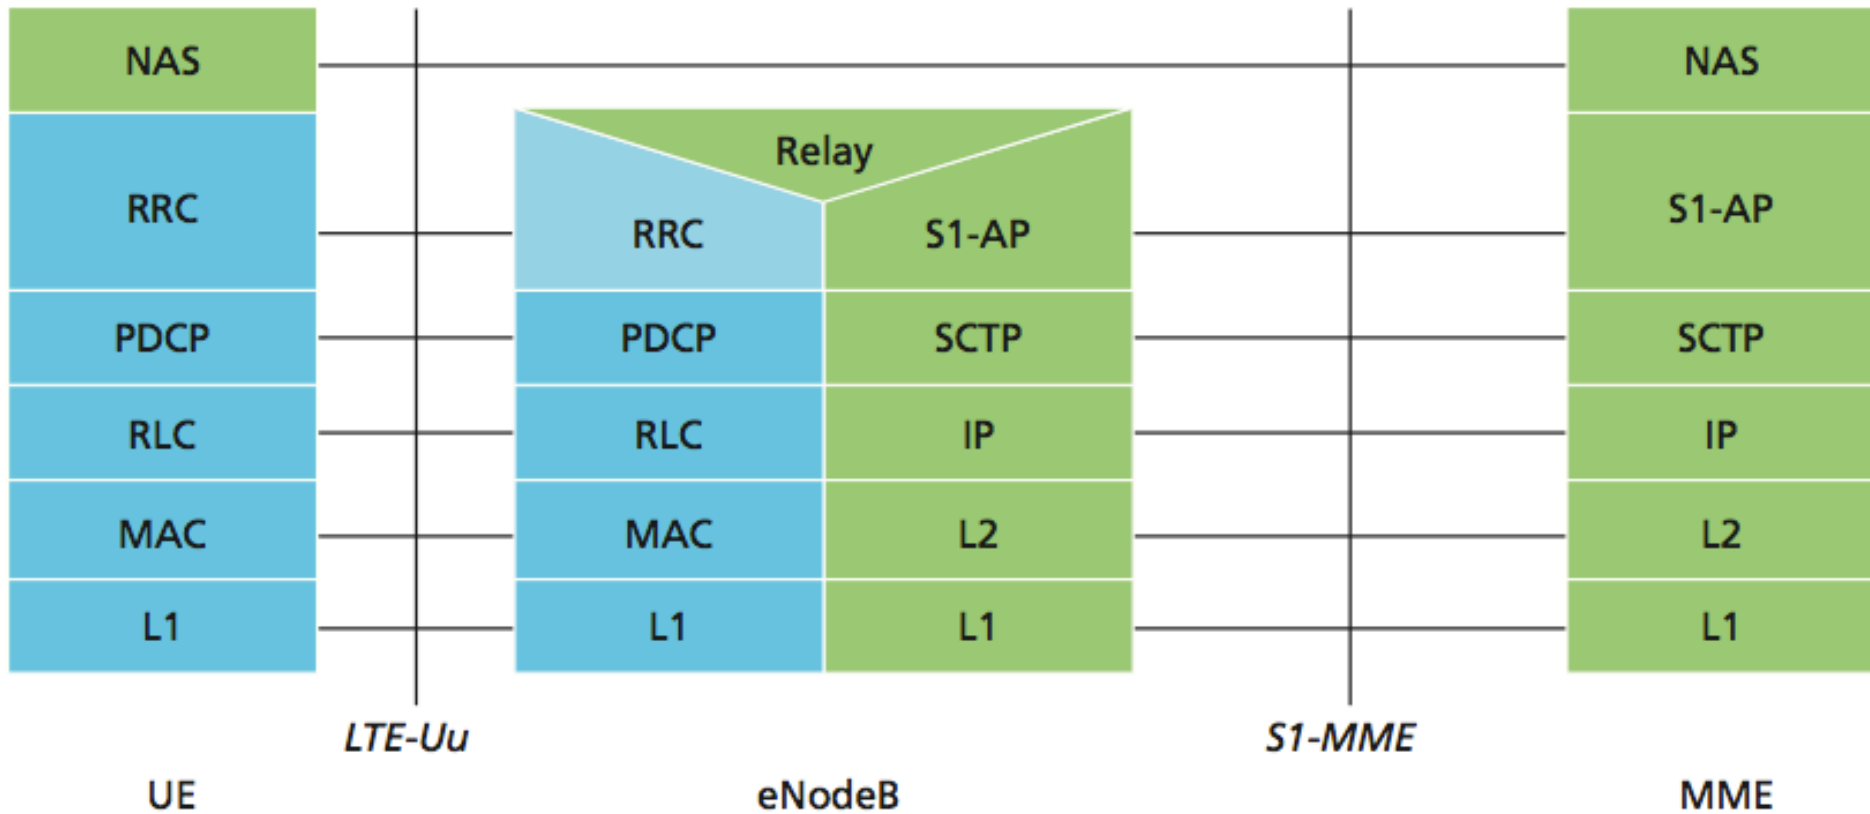 NAS NAS
Relay
RRC RRC S1-AP S1-AP
PDCP PDCP SCTP SCTP
RLC RLC IP IP
MAC MAC L2 L2
L1 L1 L1 L1
LTE-Uu S1-MME
UE eNodeB MME